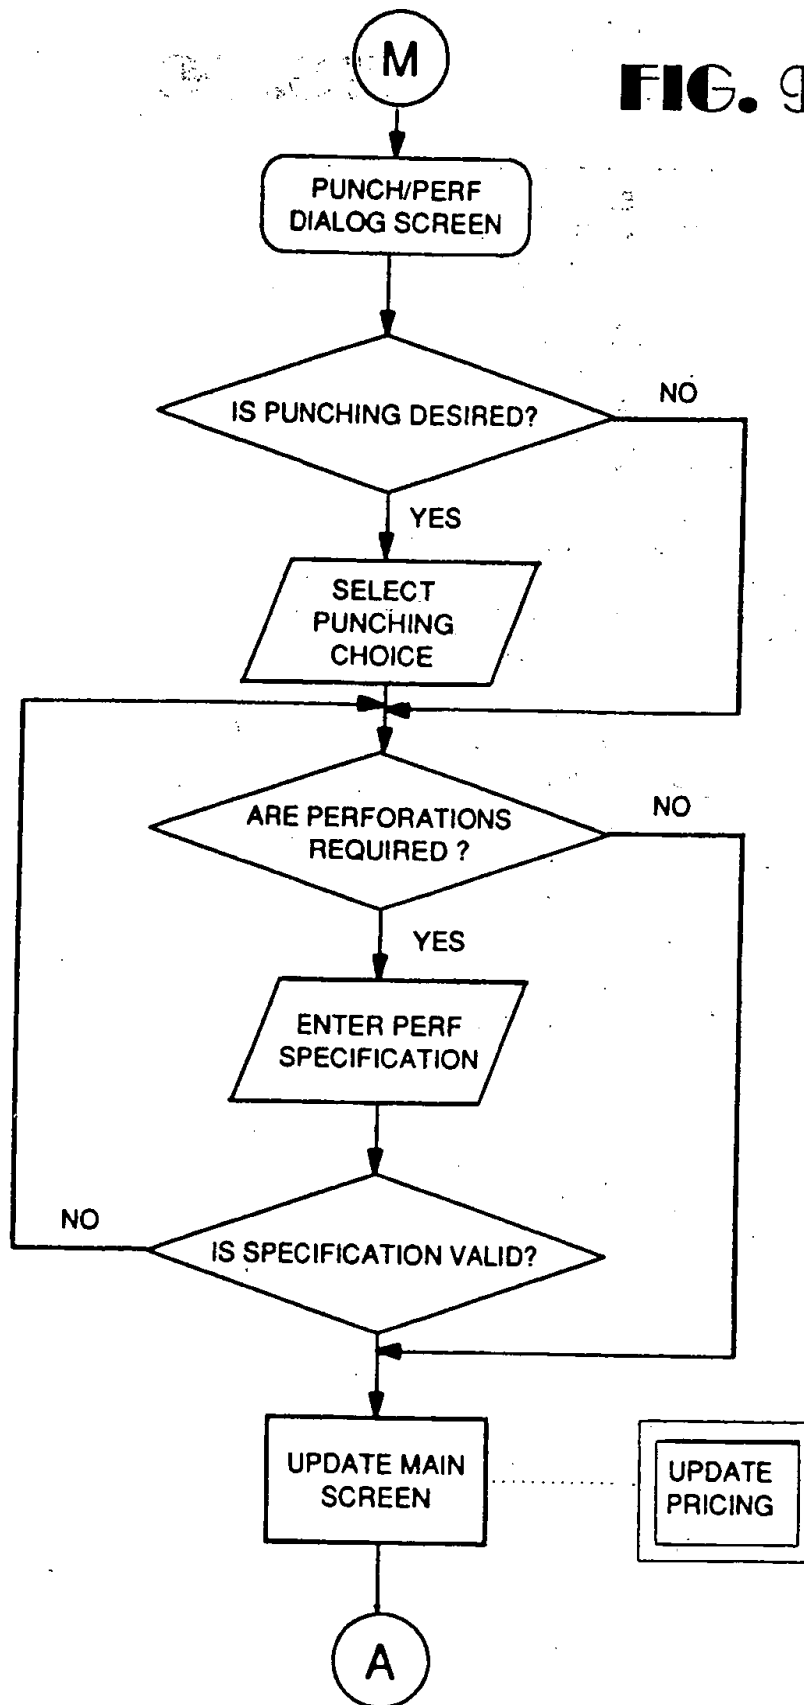 M
FIG. 9
PUNCH/PERF
DIALOG SCREEN
IS PUNCHING DESIRED?
NO
YES
SELECT
PUNCHING
CHOICE
ARE PERFORATIONS
REQUIRED ?
NO
YES
ENTER PERF
SPECIFICATION
NO
IS SPECIFICATION VALID?
UPDATE MAIN
SCREEN
UPDATE
PRICING
A